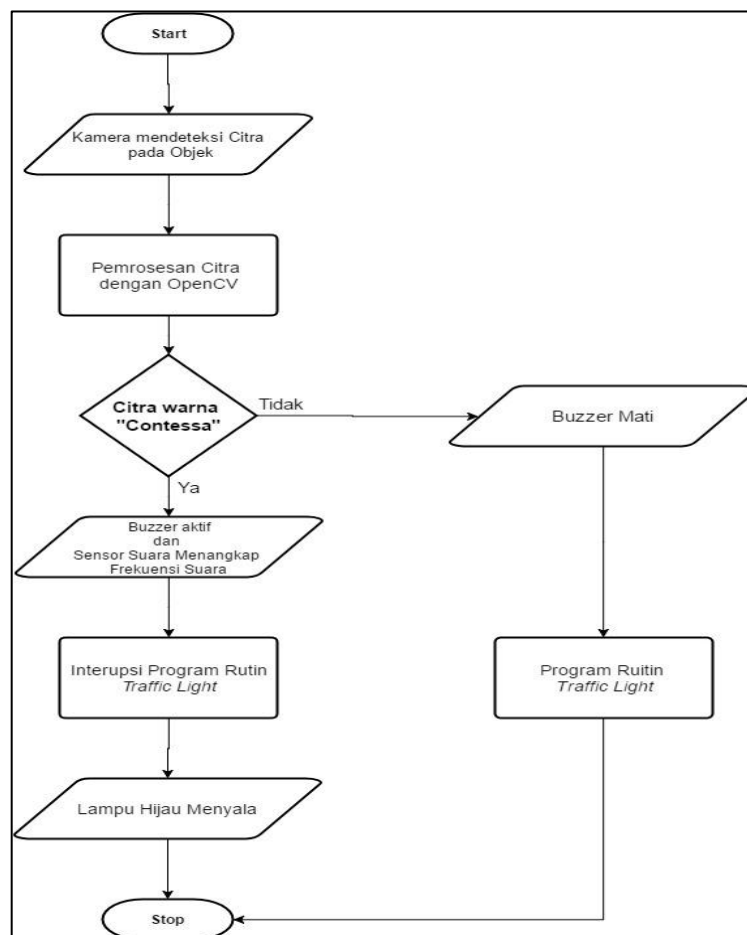 Start
Kamera mendeteksi Citra
pada Objek
Pemrosesan Citra
dengan OpenCV
Citra warna
"Contessa"
Tidak
Buzzer Mati
Ya
Buzzer aktif
dan
Sensor Suara Menangkap
Frekuensi Suara
Interupsi Program Rutin
Traffic Light
Program Ruitin
Traffic Light
Lampu Hijau Menyala
Stop